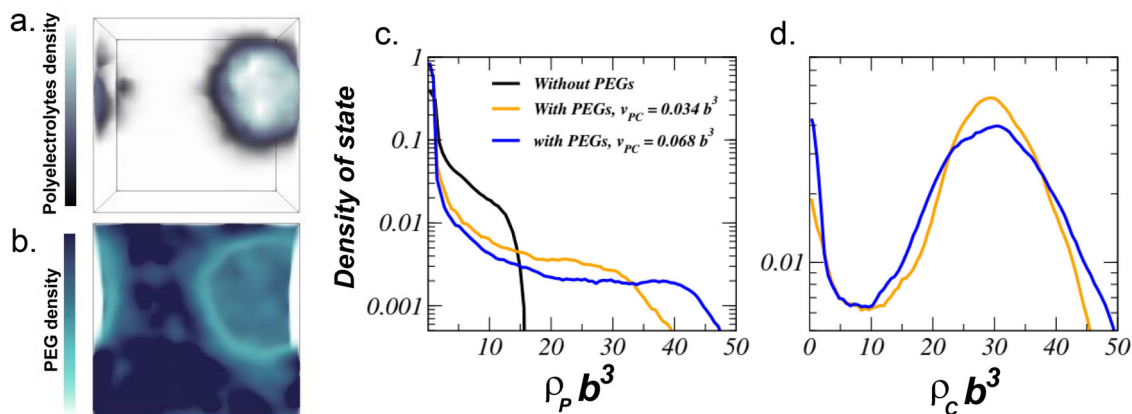 a.
Polyelectrolytes density
b.
PEG density
c.
Density of state
1
0.1
0.01
0.001
Without PEGs
With PEGs, v_PC = 0.034 b^3
with PEGs, v_PC = 0.068 b^3
10 20 30 40 50
ρ_P b^3
d.
0.01
0 10 20 30 40 50
ρ_C b^3